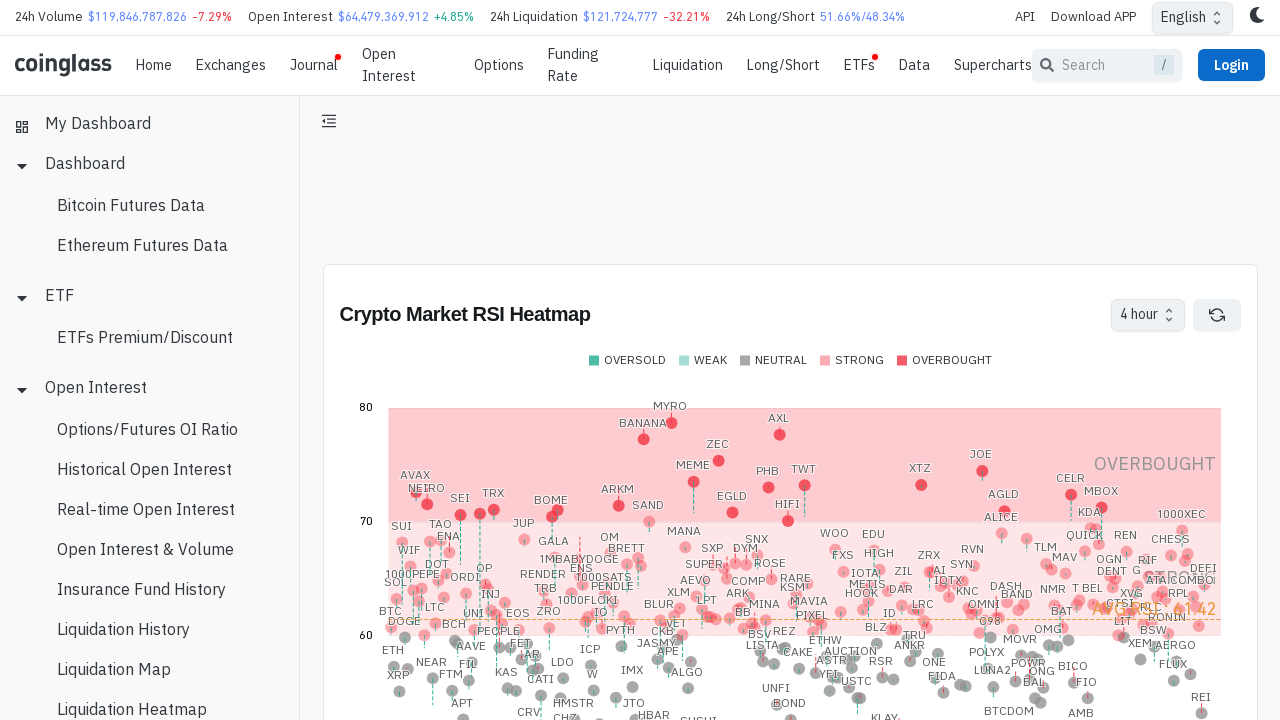 24h Volume $119,846,787,826 -7.29% Open Interest $64,479,369,912 +4.85% 24h Liquidation $121,724,777 -32.21% 24h Long/Short 51.66%/48.34% API Download APP English
coinglass Home Exchanges Journal Open Interest Options Funding Rate Liquidation Long/Short ETFs Data Supercharts Search / Login
My Dashboard
Dashboard
Bitcoin Futures Data
Ethereum Futures Data
ETF
ETFs Premium/Discount
Open Interest
Options/Futures OI Ratio
Historical Open Interest
Real-time Open Interest
Open Interest & Volume
Insurance Fund History
Liquidation History
Liquidation Map
Liquidation Heatmap
Crypto Market RSI Heatmap 4 hour
OVERSOLD WEAK NEUTRAL STRONG OVERBOUGHT
80
MYRO
BANANA AXL
ZEC
JOE
OVERBOUGHT
MEME PHB TWT XTZ
AVAX CELR
NEIRO ARKM MBOX
SEI TRX BOME EGLD AGLD
SAND HIFI
KDA 1000XEC
70
SUI TAO JUP ALICE
ENA GALA OM MANA SNX WOO EDU QUICK REN CHESS
WIF BRETT SXP DYM FXS HIGH ZRX RVN TLM MAV
DOT OP 1MBABYDOGE ENS SUPER ROSE SYN OGN RIF DEFI
1000PEPE ORDI RENDER 1000SATS AEVO COMP RARE IOTA ZIL AI DENT G
SOL TRB PENDLE XLM ARK KSM METIS DAR IDTX DASH NMR T BEL ATA COMBO
INJ 1000FLOKI LPT MINA MAVIA HOOK KNC BAND XVG RPL
BTC LTC UNI EOS ZRO IO BLUR BB PIXEL ID LRC OMNI BAT CTSI
AVG RSI : 61.42
DOGE BCH PEOPLE PYTH CKB VET BSV REZ BLZ C98 OMG LIT RONIN
60
ETH AAVE FET JASMY APE LISTA CAKE ETHW TRU ANKR POLYX MOVR XEM BSW AERGO
XRP NEAR FIL AR LDO ICP IMX ALGO ASTR AUCTION RSR ONE LUNA2 POWR BICO FLUX
FTM KAS CATI W YFI USTC FIDA ONG
APT HMSTR JTO UNFI BAL FIO REI
CRV CHZ HBAR SUSHI BOND KLAY BTCDOM AMB